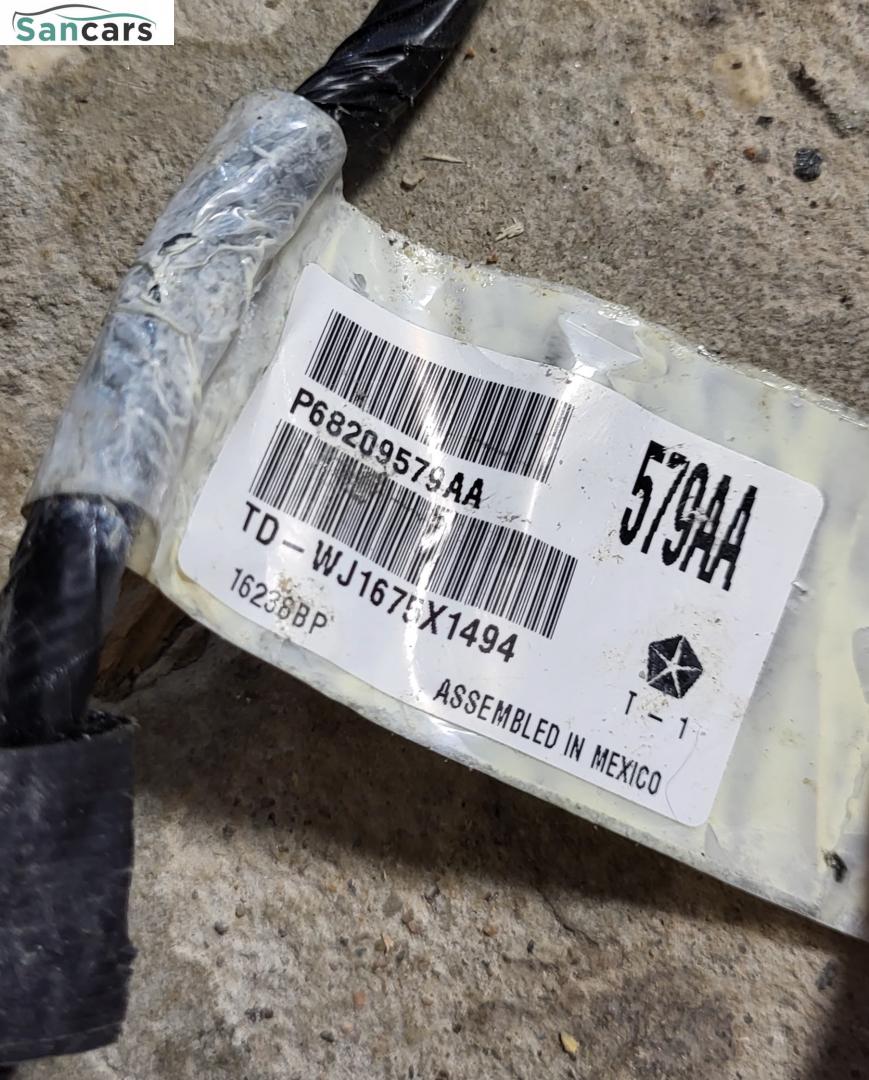 Sancars
P68209579AA
579AA
TD-WJ1675X1494
16238BP
T-1
ASSEMBLED IN MEXICO